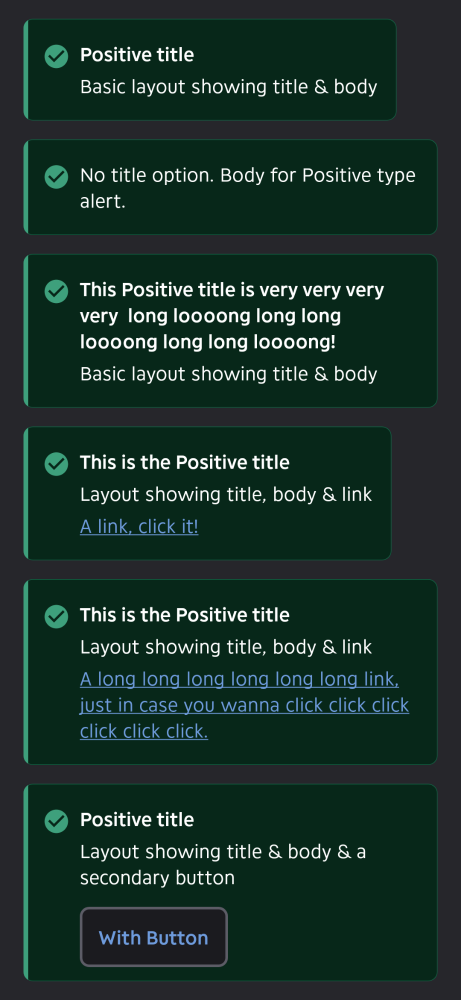 Positive title
Basic layout showing title & body
No title option. Body for Positive type
alert.
This Positive title is very very very
very  long loooong long long
loooong long long loooong!
Basic layout showing title & body
This is the Positive title
Layout showing title, body & link
A link, click it!
This is the Positive title
Layout showing title, body & link
A long long long long long long link,
just in case you wanna click click click
click click click.
Positive title
Layout showing title & body & a
secondary button
With Button